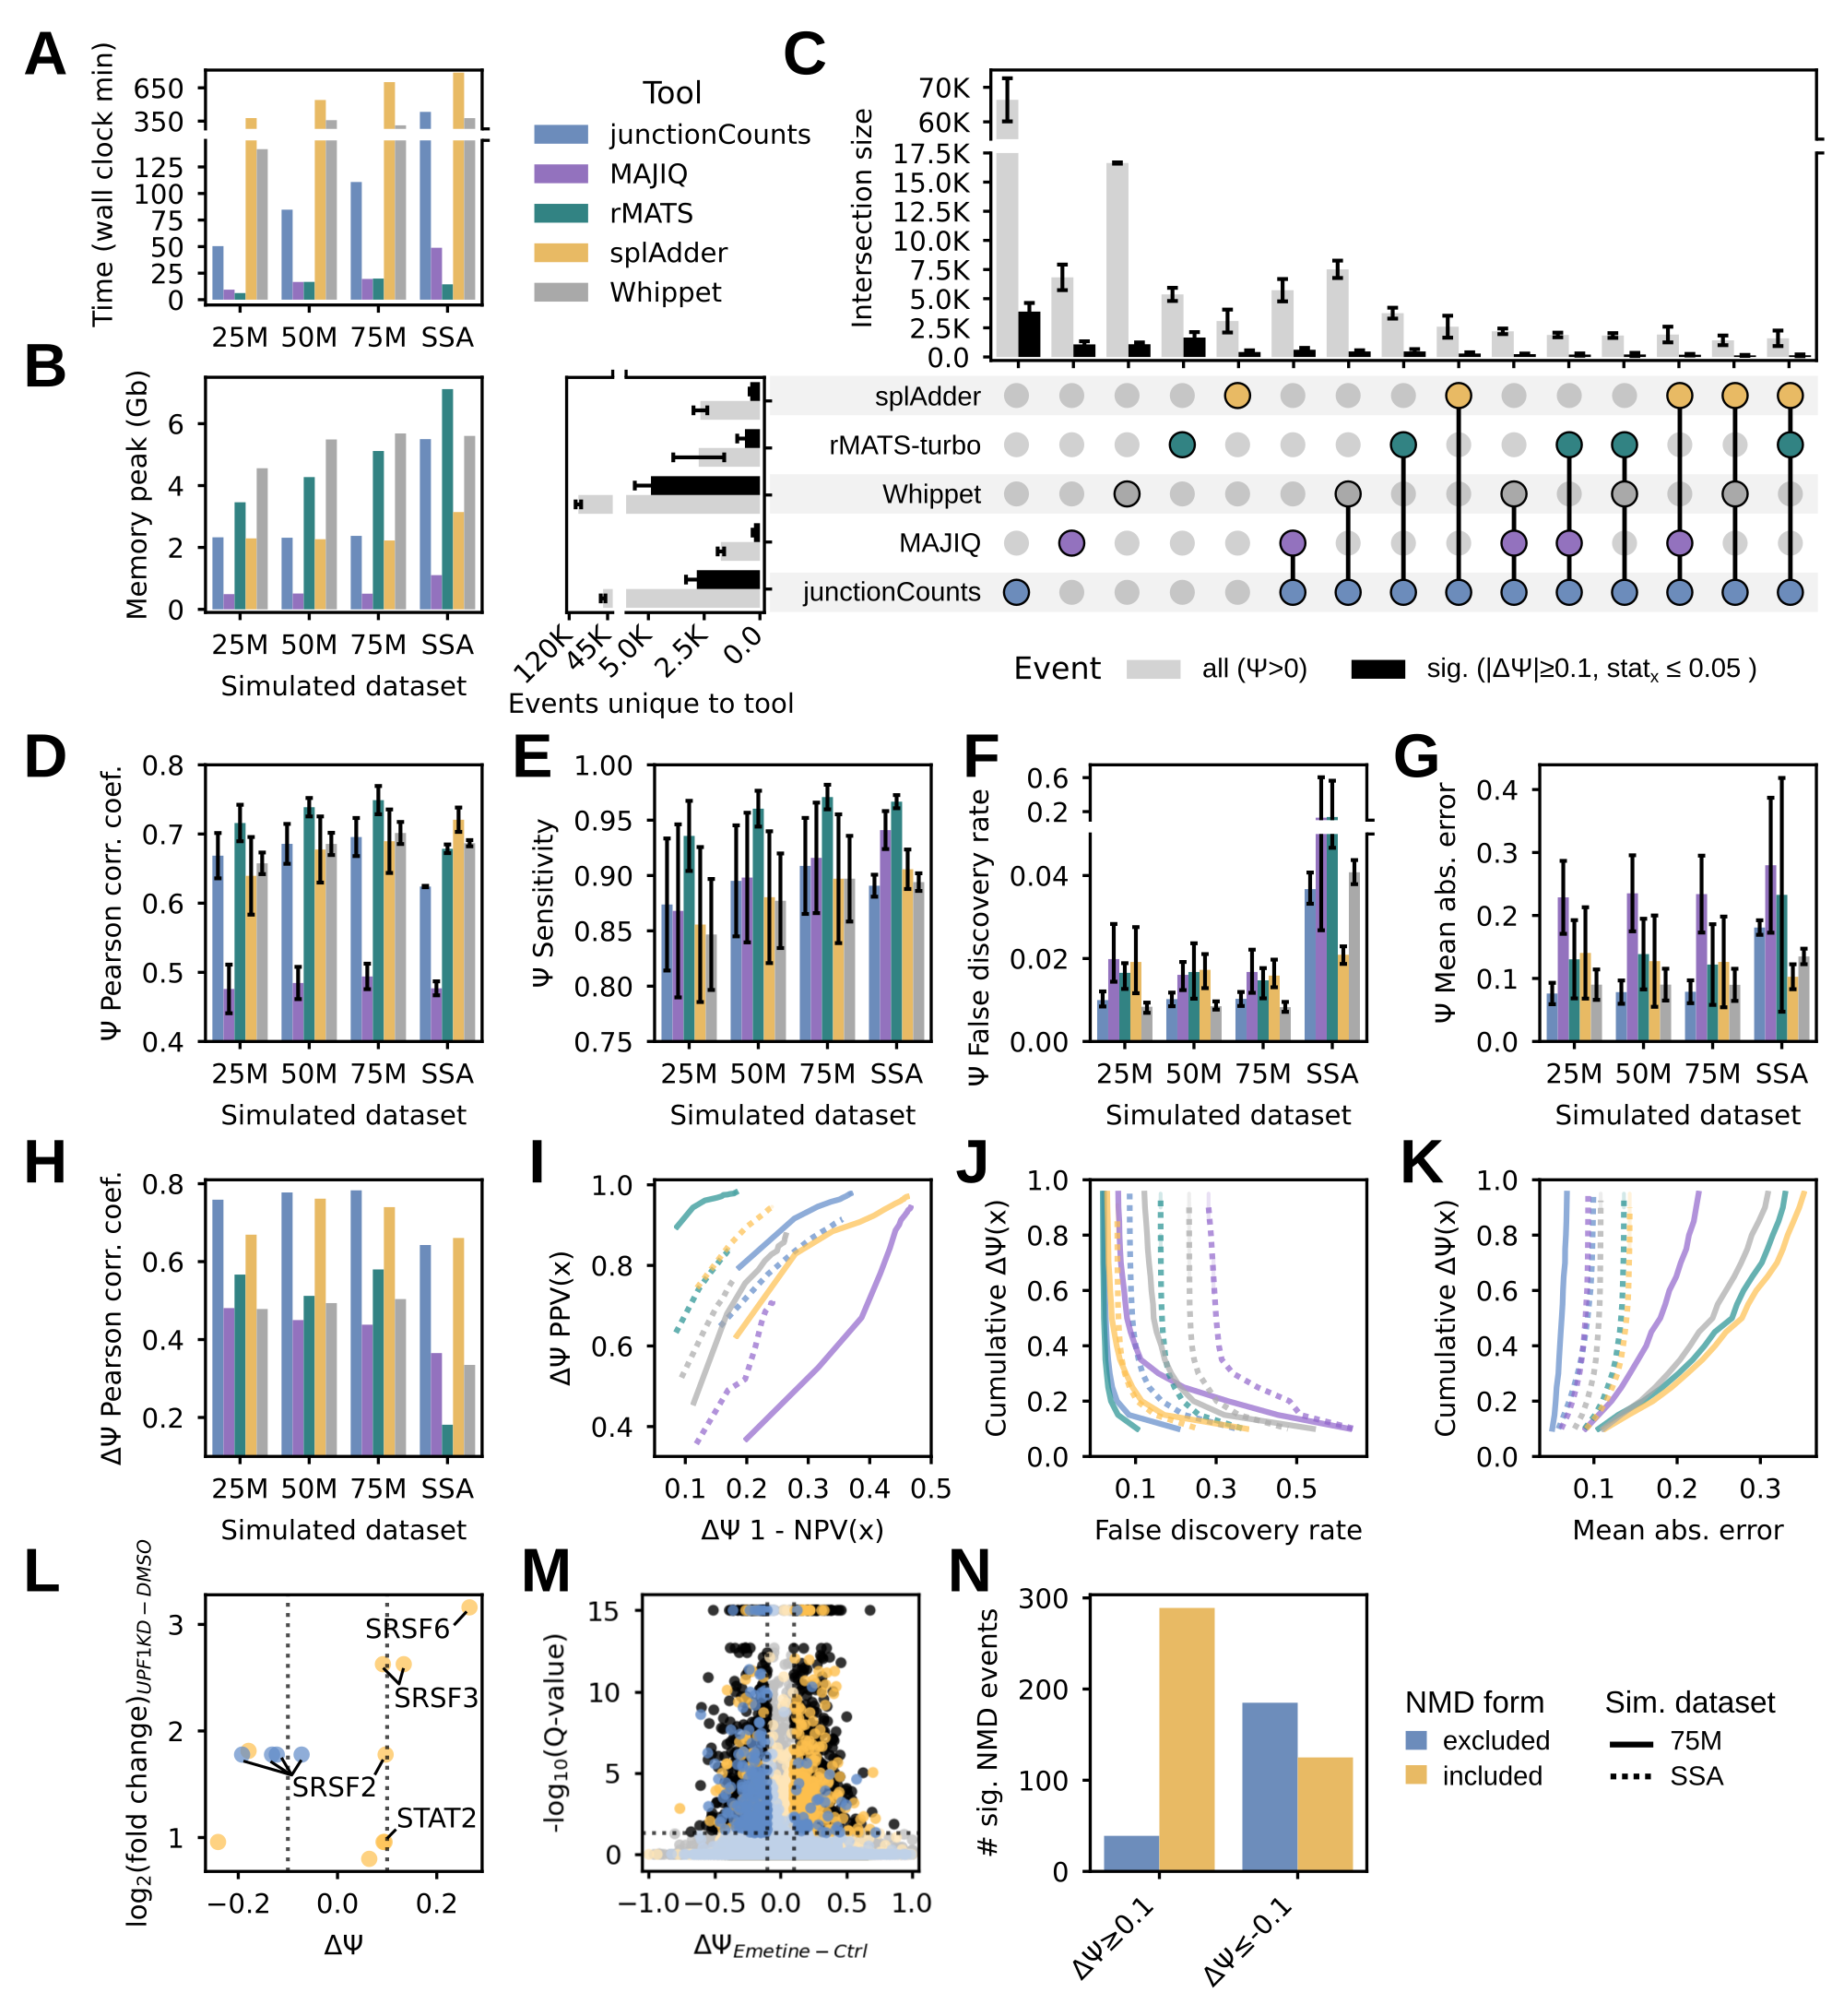 A
Time (wall clock min)
650
350
125
100
75
50
25
0
25M 50M 75M SSA
Tool
junctionCounts
MAJIQ
rMATS
splAdder
Whippet
B
Memory peak (Gb)
6
4
2
0
25M 50M 75M SSA
Simulated dataset
C
Intersection size
70K
60K
17.5K
15.0K
12.5K
10.0K
7.5K
5.0K
2.5K
0.0
splAdder
rMATS-turbo
Whippet
MAJIQ
junctionCounts
120K 45K 5.0K 2.5K 0.0
Events unique to tool
Event all (Ψ>0) sig. (|ΔΨ|≥0.1, statx ≤ 0.05 )
D
Ψ Pearson corr. coef.
0.8
0.7
0.6
0.5
0.4
25M 50M 75M SSA
Simulated dataset
E
Ψ Sensitivity
1.00
0.95
0.90
0.85
0.80
0.75
25M 50M 75M SSA
Simulated dataset
F
Ψ False discovery rate
0.6
0.2
0.04
0.02
0.00
25M 50M 75M SSA
Simulated dataset
G
Ψ Mean abs. error
0.4
0.3
0.2
0.1
0.0
25M 50M 75M SSA
Simulated dataset
H
ΔΨ Pearson corr. coef.
0.8
0.6
0.4
0.2
25M 50M 75M SSA
Simulated dataset
I
ΔΨ PPV(x)
1.0
0.8
0.6
0.4
0.1 0.2 0.3 0.4 0.5
ΔΨ 1 - NPV(x)
J
Cumulative ΔΨ(x)
1.0
0.8
0.6
0.4
0.2
0.0
0.1 0.3 0.5
False discovery rate
K
Cumulative ΔΨ(x)
1.0
0.8
0.6
0.4
0.2
0.0
0.1 0.2 0.3
Mean abs. error
L
log2(fold change)UPF1KD−DMSO
3
2
1
SRSF6
SRSF3
SRSF2
STAT2
−0.2 0.0 0.2
ΔΨ
M
-log10(Q-value)
15
10
5
0
−1.0 −0.5 0.0 0.5 1.0
ΔΨEmetine−Ctrl
N
# sig. NMD events
300
200
100
0
ΔΨ≥0.1 ΔΨ≤-0.1
NMD form
excluded
included
Sim. dataset
75M
SSA